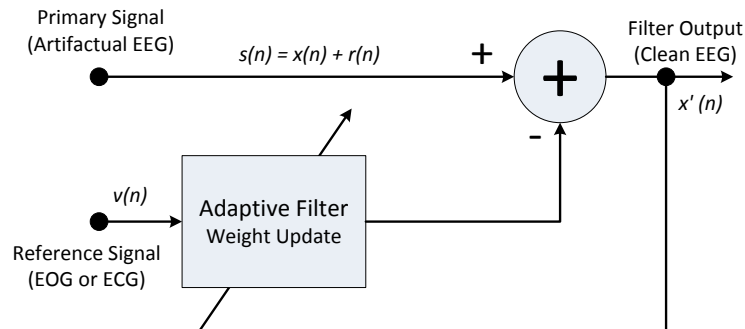 Primary Signal
(Artifactual EEG)
s(n) = x(n) + r(n)
+
+
-
Filter Output
(Clean EEG)
x' (n)
v(n)
Adaptive Filter
Weight Update
Reference Signal
(EOG or ECG)